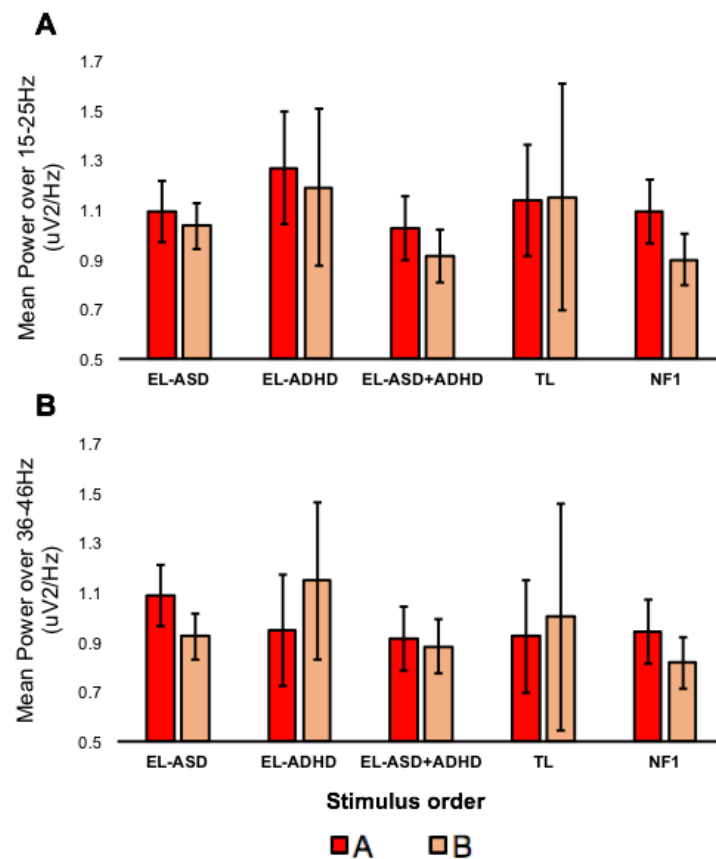 A
Mean Power over 15-25Hz
(uV2/Hz)
1.7
1.5
1.3
1.1
0.9
0.7
0.5
EL-ASD
EL-ADHD
EL-ASD+ADHD
TL
NF1
B
Mean Power over 36-46Hz
(uV2/Hz)
1.7
1.5
1.3
1.1
0.9
0.7
0.5
EL-ASD
EL-ADHD
EL-ASD+ADHD
TL
NF1
Stimulus order
A
B